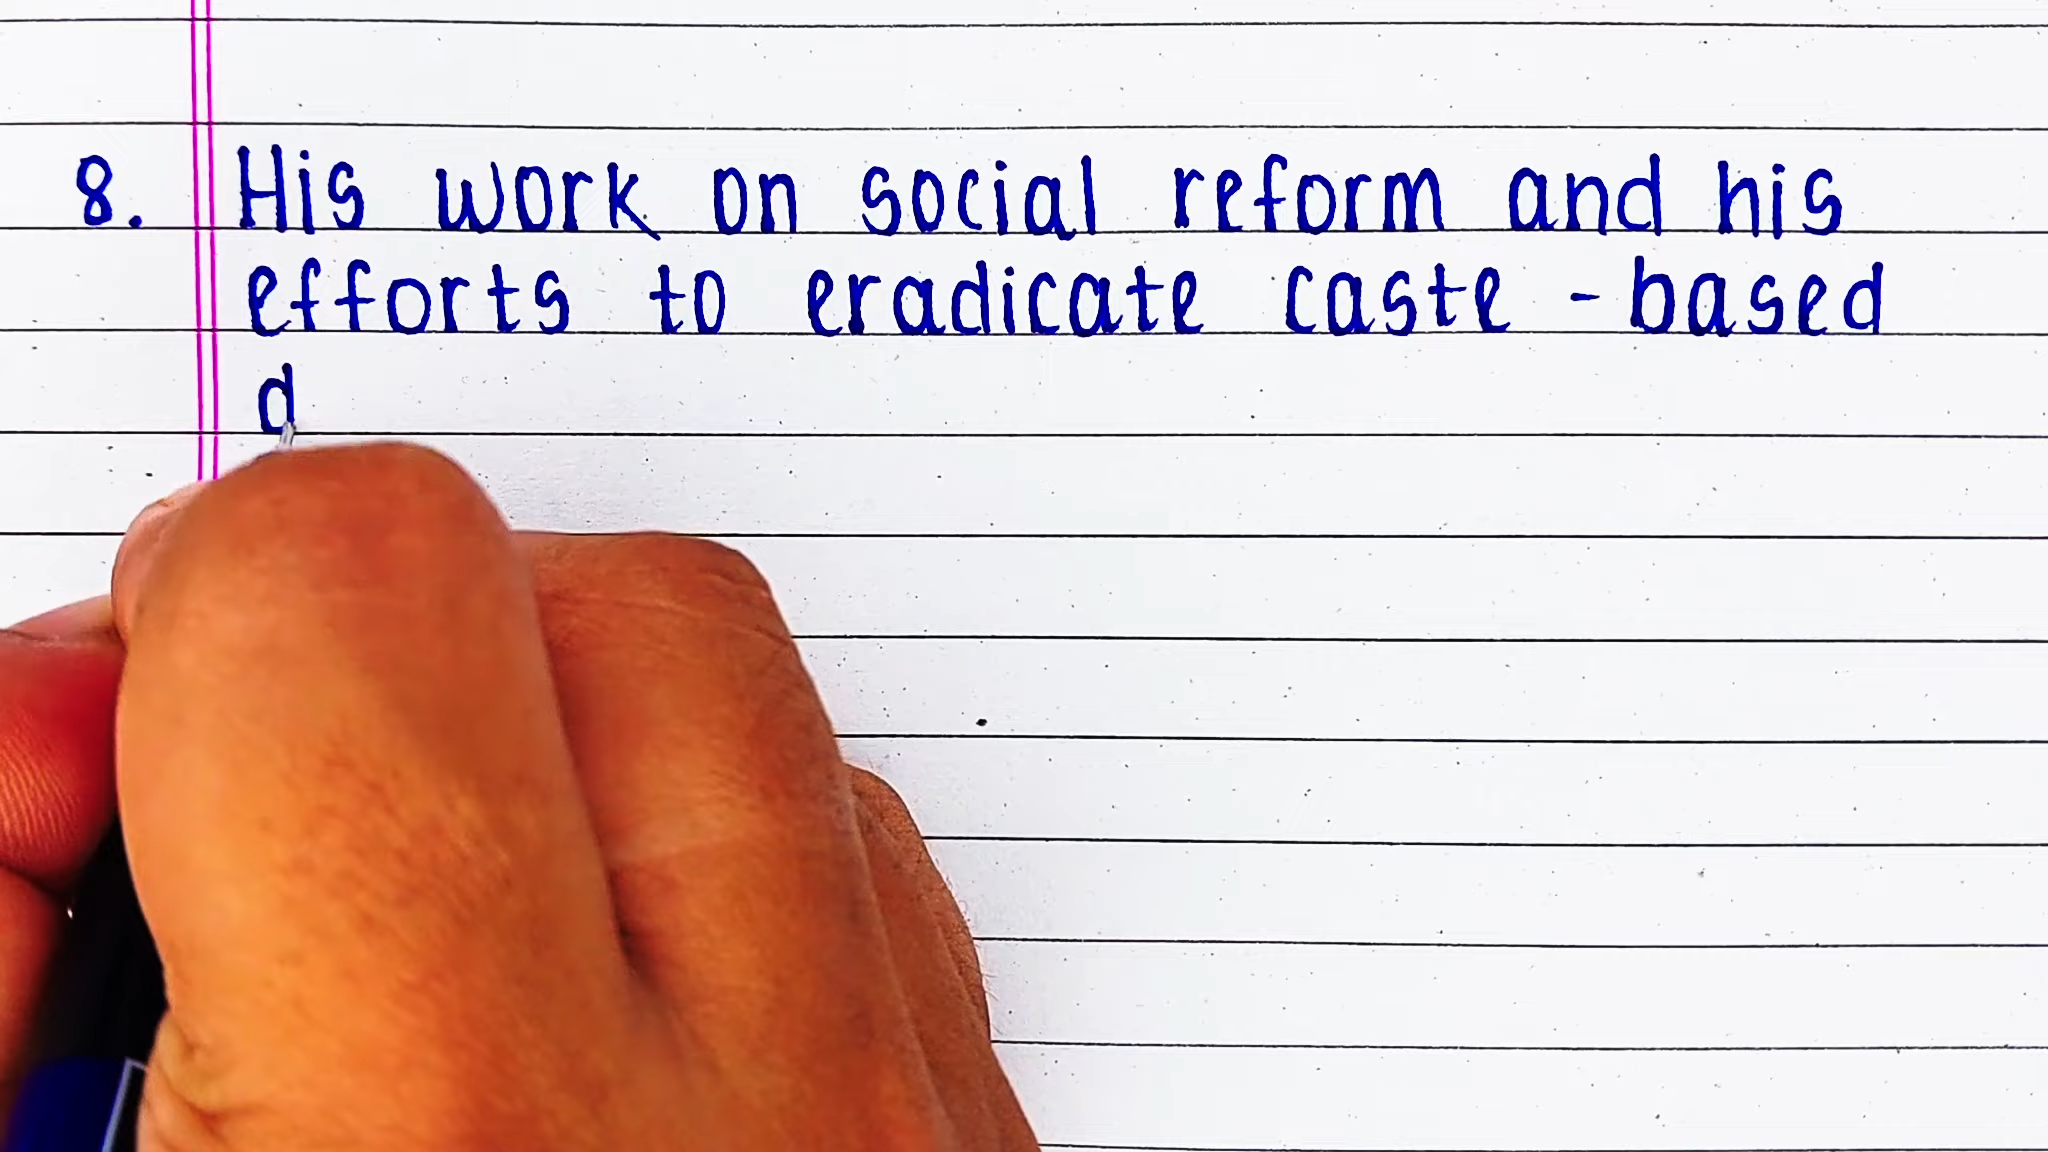 8. His work on social reform and his
efforts to eradicate caste - based
d